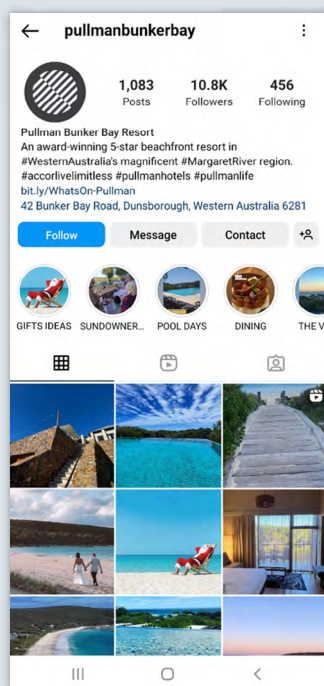 pullmanbunkerbay
1,083 10.8K 456
Posts Followers Following
Pullman Bunker Bay Resort
An award-winning 5-star beachfront resort in
#WesternAustralia's magnificent #MargaretRiver region.
#accorlivelimitless #pullmanhotels #pullmanlife
bit.ly/WhatsOn-Pullman
42 Bunker Bay Road, Dunsborough, Western Australia 6281
Follow Message Contact
GIFTS IDEAS SUNDOWNER... POOL DAYS DINING THE V